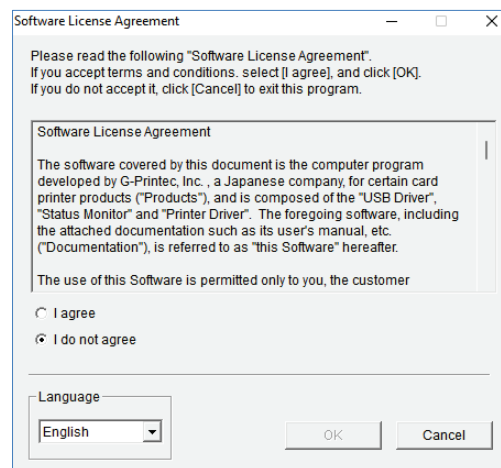 Software License Agreement
Please read the following "Software License Agreement".
If you accept terms and conditions. select [I agree], and click [OK].
If you do not accept it, click [Cancel] to exit this program.
Software License Agreement
The software covered by this document is the computer program
developed by G-Printec, Inc. , a Japanese company, for certain card
printer products ("Products"), and is composed of the "USB Driver",
"Status Monitor" and "Printer Driver". The foregoing software, including
the attached documentation such as its user's manual, etc.
("Documentation"), is referred to as "this Software" hereafter.
The use of this Software is permitted only to you, the customer
I agree
I do not agree
Language
English
OK
Cancel